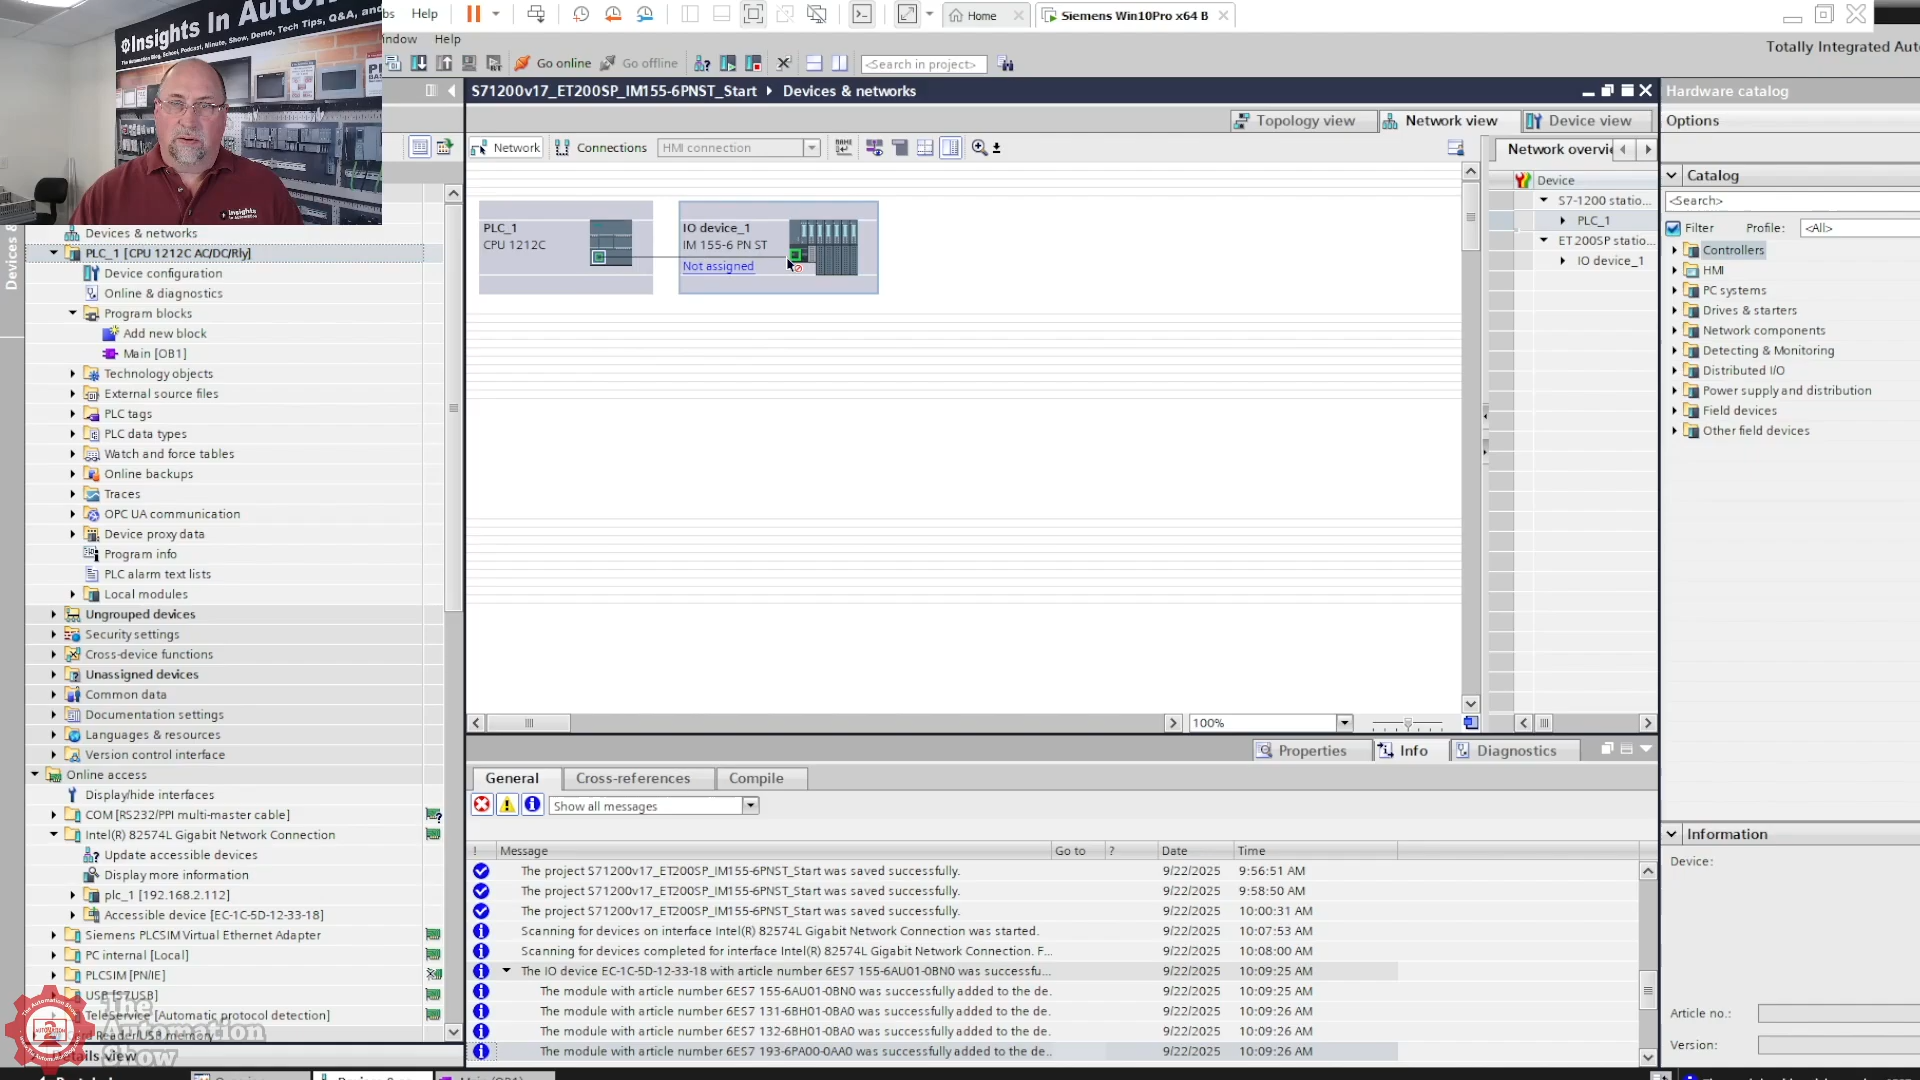 Insights In Automation
Help
Home
Siemens Win10Pro x64 B
Help
Totally Integrated Auto
Go online
Go offline
<Search in project>
S71200v17_ET200SP_IM155-6PNST_Start
Devices & networks
Hardware catalog
Options
Topology view
Network view
Device view
Network
Connections
HMI connection
Network overvie
Device
S7-1200 statio...
PLC_1
ET 200SP statio...
IO device_1
PLC_1
CPU 1212C
IO device_1
IM 155-6 PN ST
Not assigned
Catalog
<Search>
Filter
Profile:
<All>
Controllers
HMI
PC systems
Drives & starters
Network components
Detecting & Monitoring
Distributed I/O
Power supply and distribution
Field devices
Other field devices
Devices & networks
PLC_1 [CPU 1212C AC/DC/Rly]
Device configuration
Online & diagnostics
Program blocks
Add new block
Main [OB1]
Technology objects
External source files
PLC tags
PLC data types
Watch and force tables
Online backups
Traces
OPC UA communication
Device proxy data
Program info
PLC alarm text lists
Local modules
Ungrouped devices
Security settings
Cross-device functions
Unassigned devices
Common data
Documentation settings
Languages & resources
Version control interface
Online access
Display/hide interfaces
COM [RS232/PPI multi-master cable]
Intel(R) 82574L Gigabit Network Connection
Update accessible devices
Display more information
plc_1 [192.168.2.112]
Accessible device [EC-1C-5D-12-33-18]
Siemens PLCSIM Virtual Ethernet Adapter
PC internal [Local]
PLCSIM [PN/IE]
USB [S7USB]
TeleService [Automatic protocol detection]
The Automation Show
100%
Properties
Info
Diagnostics
General
Cross-references
Compile
Show all messages
!
Message
Go to
?
Date
Time
The project S71200v17_ET200SP_IM155-6PNST_Start was saved successfully. 9/22/2025 9:56:51 AM
The project S71200v17_ET200SP_IM155-6PNST_Start was saved successfully. 9/22/2025 9:58:50 AM
The project S71200v17_ET200SP_IM155-6PNST_Start was saved successfully. 9/22/2025 10:00:31 AM
Scanning for devices on interface Intel(R) 82574L Gigabit Network Connection was started. 9/22/2025 10:07:53 AM
Scanning for devices completed for interface Intel(R) 82574L Gigabit Network Connection. F... 9/22/2025 10:08:00 AM
The IO device EC-1C-5D-12-33-18 with article number 6ES7 155-6AU01-0BN0 was successfu... 9/22/2025 10:09:25 AM
The module with article number 6ES7 155-6AU01-0BN0 was successfully added to the de. 9/22/2025 10:09:25 AM
The module with article number 6ES7 131-6BH01-0BA0 was successfully added to the de. 9/22/2025 10:09:26 AM
The module with article number 6ES7 132-6BH01-0BA0 was successfully added to the de. 9/22/2025 10:09:26 AM
The module with article number 6ES7 193-6PA00-0AA0 was successfully added to the de.. 9/22/2025 10:09:26 AM
Information
Device:
Article no.:
Version: